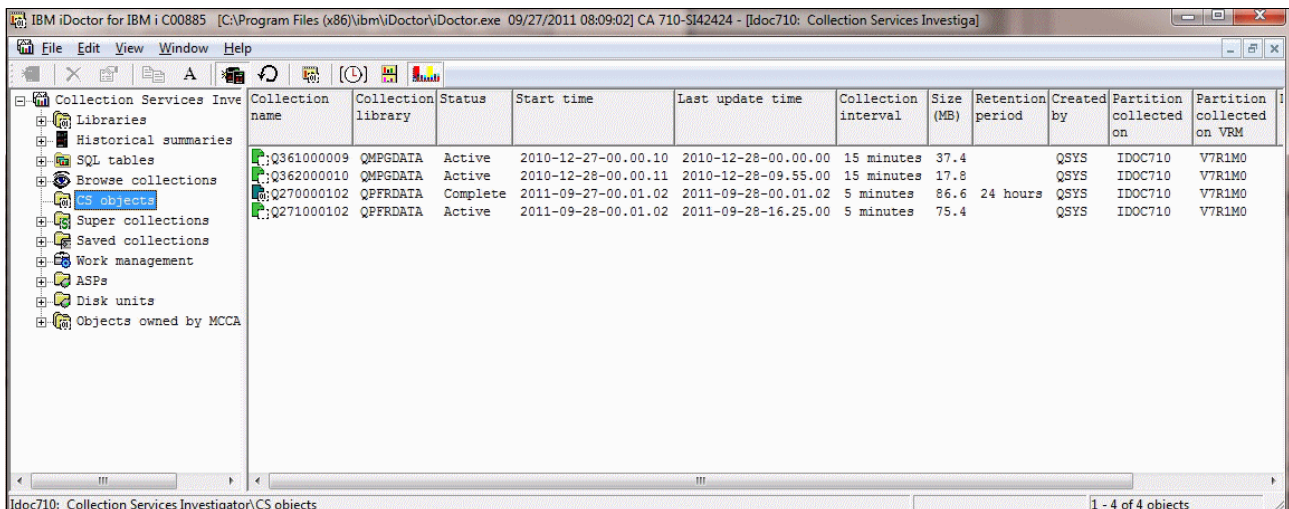 IBM iDoctor for IBM i C00885 [C:\Program Files (x86)\ibm\iDoctor\iDoctor.exe 09/27/2011 08:09:02] CA 710-SI42424 - [Idoc710: Collection Services Investiga]
File Edit View Window Help
Collection Services Inve
Libraries
Historical summaries
SQL tables
Browse collections
CS objects
Super collections
Saved collections
Work management
ASPs
Disk units
Objects owned by MCCA
Collection name Collection library Status Start time Last update time Collection interval Size (MB) Retention period Created by Partition collected on Partition collected on VRM
Q361000009 QMPGDATA Active 2010-12-27-00.00.10 2010-12-28-00.00.00 15 minutes 37.4 QSYS IDOC710 V7R1M0
Q362000010 QMPGDATA Active 2010-12-28-00.00.11 2010-12-28-09.55.00 15 minutes 17.8 QSYS IDOC710 V7R1M0
Q270000102 QPFRDATA Complete 2011-09-27-00.01.02 2011-09-28-00.01.02 5 minutes 86.6 24 hours QSYS IDOC710 V7R1M0
Q271000102 QPFRDATA Active 2011-09-28-00.01.02 2011-09-28-16.25.00 5 minutes 75.4 QSYS IDOC710 V7R1M0
Idoc710: Collection Services Investigator\CS objects
1 - 4 of 4 objects